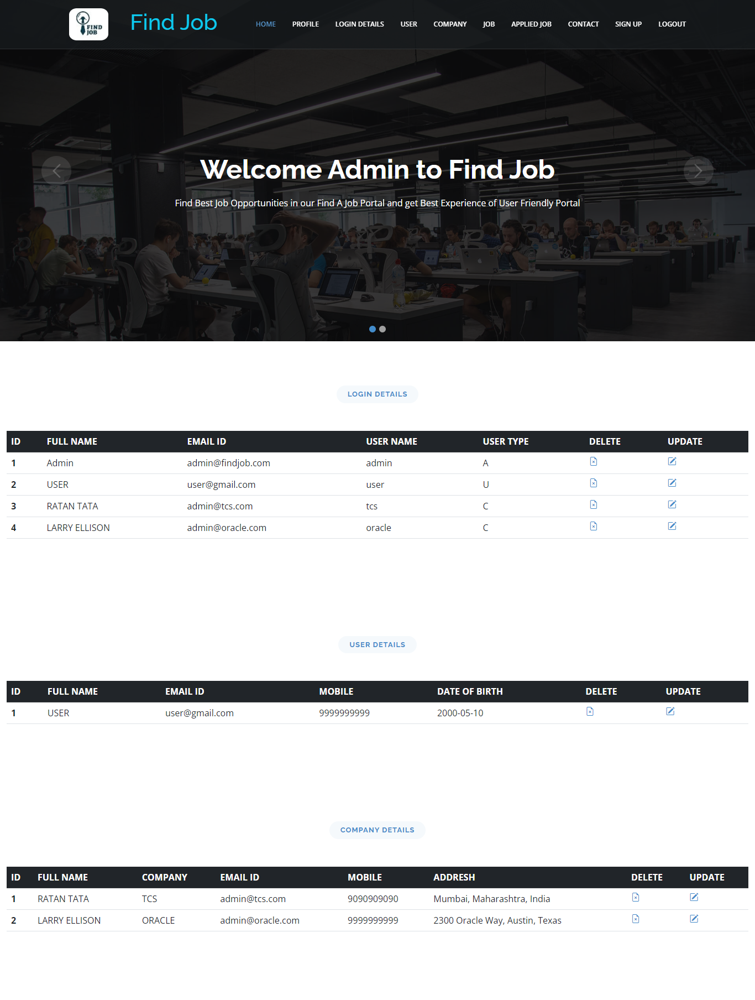 FIND JOB
Find Job
HOME PROFILE LOGIN DETAILS USER COMPANY JOB APPLIED JOB CONTACT SIGN UP LOGOUT
Welcome Admin to Find Job
Find Best Job Opportunities in our Find A Job Portal and get Best Experience of User Friendly Portal
LOGIN DETAILS
ID FULL NAME EMAIL ID USER NAME USER TYPE DELETE UPDATE
1 Admin admin@findjob.com admin A
2 USER user@gmail.com user U
3 RATAN TATA admin@tcs.com tcs C
4 LARRY ELLISON admin@oracle.com oracle C
USER DETAILS
ID FULL NAME EMAIL ID MOBILE DATE OF BIRTH DELETE UPDATE
1 USER user@gmail.com 9999999999 2000-05-10
COMPANY DETAILS
ID FULL NAME COMPANY EMAIL ID MOBILE ADDRESH DELETE UPDATE
1 RATAN TATA TCS admin@tcs.com 9090909090 Mumbai, Maharashtra, India
2 LARRY ELLISON ORACLE admin@oracle.com 9999999999 2300 Oracle Way, Austin, Texas